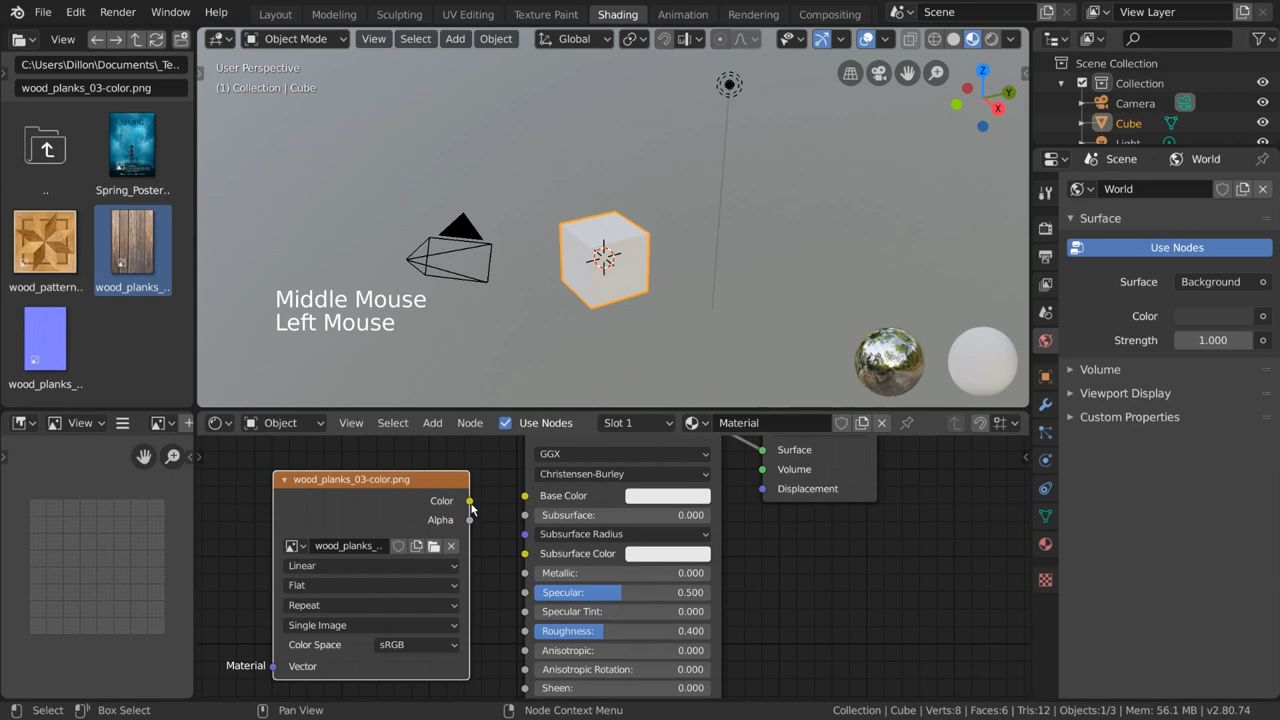 File Edit Render Window Help Layout Modeling Sculpting UV Editing Texture Paint Shading Animation Rendering Compositing Scene View Layer
View Object Mode View Select Add Object Global
C:\Users\Dillon\Documents\_Te..
wood_planks_03-color.png
..
Spring_Poster..
wood_pattern..
wood_planks_..
wood_planks_..
User Perspective
(1) Collection | Cube
Z
Y
X
Middle Mouse
Left Mouse
Scene Collection
Collection
Camera
Cube
Light
Scene World
World
Surface
Use Nodes
Surface Background
Color
Strength 1.000
Volume
Viewport Display
Custom Properties
View
Object View Select Add Node Use Nodes Slot 1 Material
wood_planks_03-color.png
Color
Alpha
wood_planks_..
Linear
Flat
Repeat
Single Image
Color Space sRGB
Material Vector
GGX
Christensen-Burley
Base Color
Subsurface: 0.000
Subsurface Radius
Subsurface Color
Metallic: 0.000
Specular: 0.500
Specular Tint: 0.000
Roughness: 0.400
Anisotropic: 0.000
Anisotropic Rotation: 0.000
Sheen: 0.000
Surface
Volume
Displacement
Select Box Select Pan View Node Context Menu Collection | Cube | Verts:8 | Faces:6 | Tris:12 | Objects:1/3 | Mem: 56.1 MB | v2.80.74